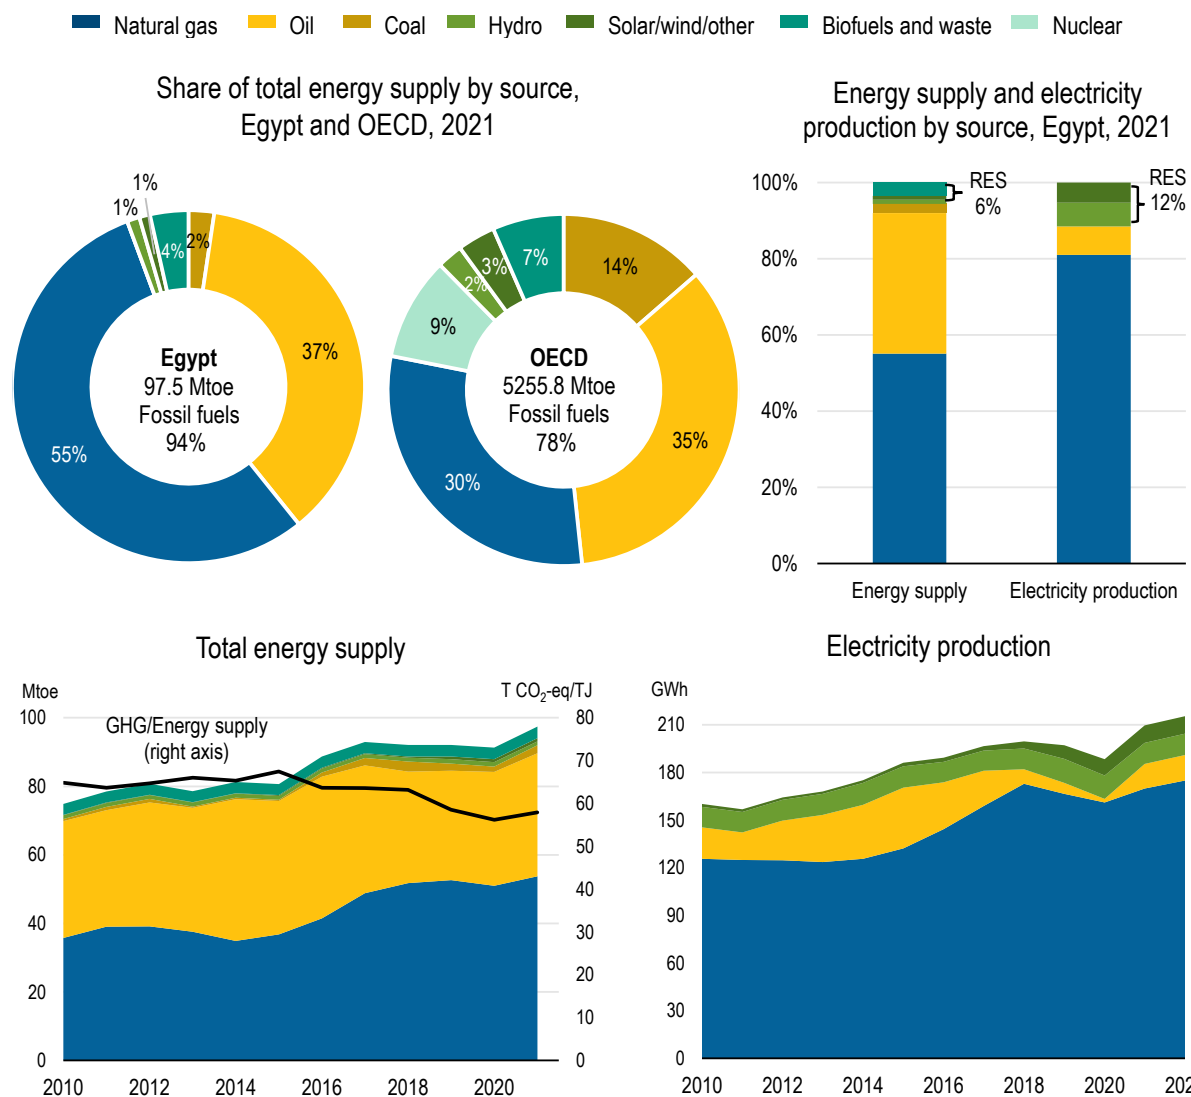 Natural gas Oil Coal Hydro Solar/wind/other Biofuels and waste Nuclear
Share of total energy supply by source,
Egypt and OECD, 2021
1%
1%
4%
2%
37%
55%
Egypt
97.5 Mtoe
Fossil fuels
94%
7%
3%
2%
9%
14%
35%
30%
OECD
5255.8 Mtoe
Fossil fuels
78%
Energy supply and electricity
production by source, Egypt, 2021
100%
80%
60%
40%
20%
0%
RES
6%
RES
12%
Energy supply Electricity production
Total energy supply
Mtoe
T CO₂-eq/TJ
GHG/Energy supply
(right axis)
100
80
60
40
20
0
80
70
60
50
40
30
20
10
0
2010 2012 2014 2016 2018 2020
Electricity production
GWh
210
180
150
120
90
60
30
0
2010 2012 2014 2016 2018 2020 202